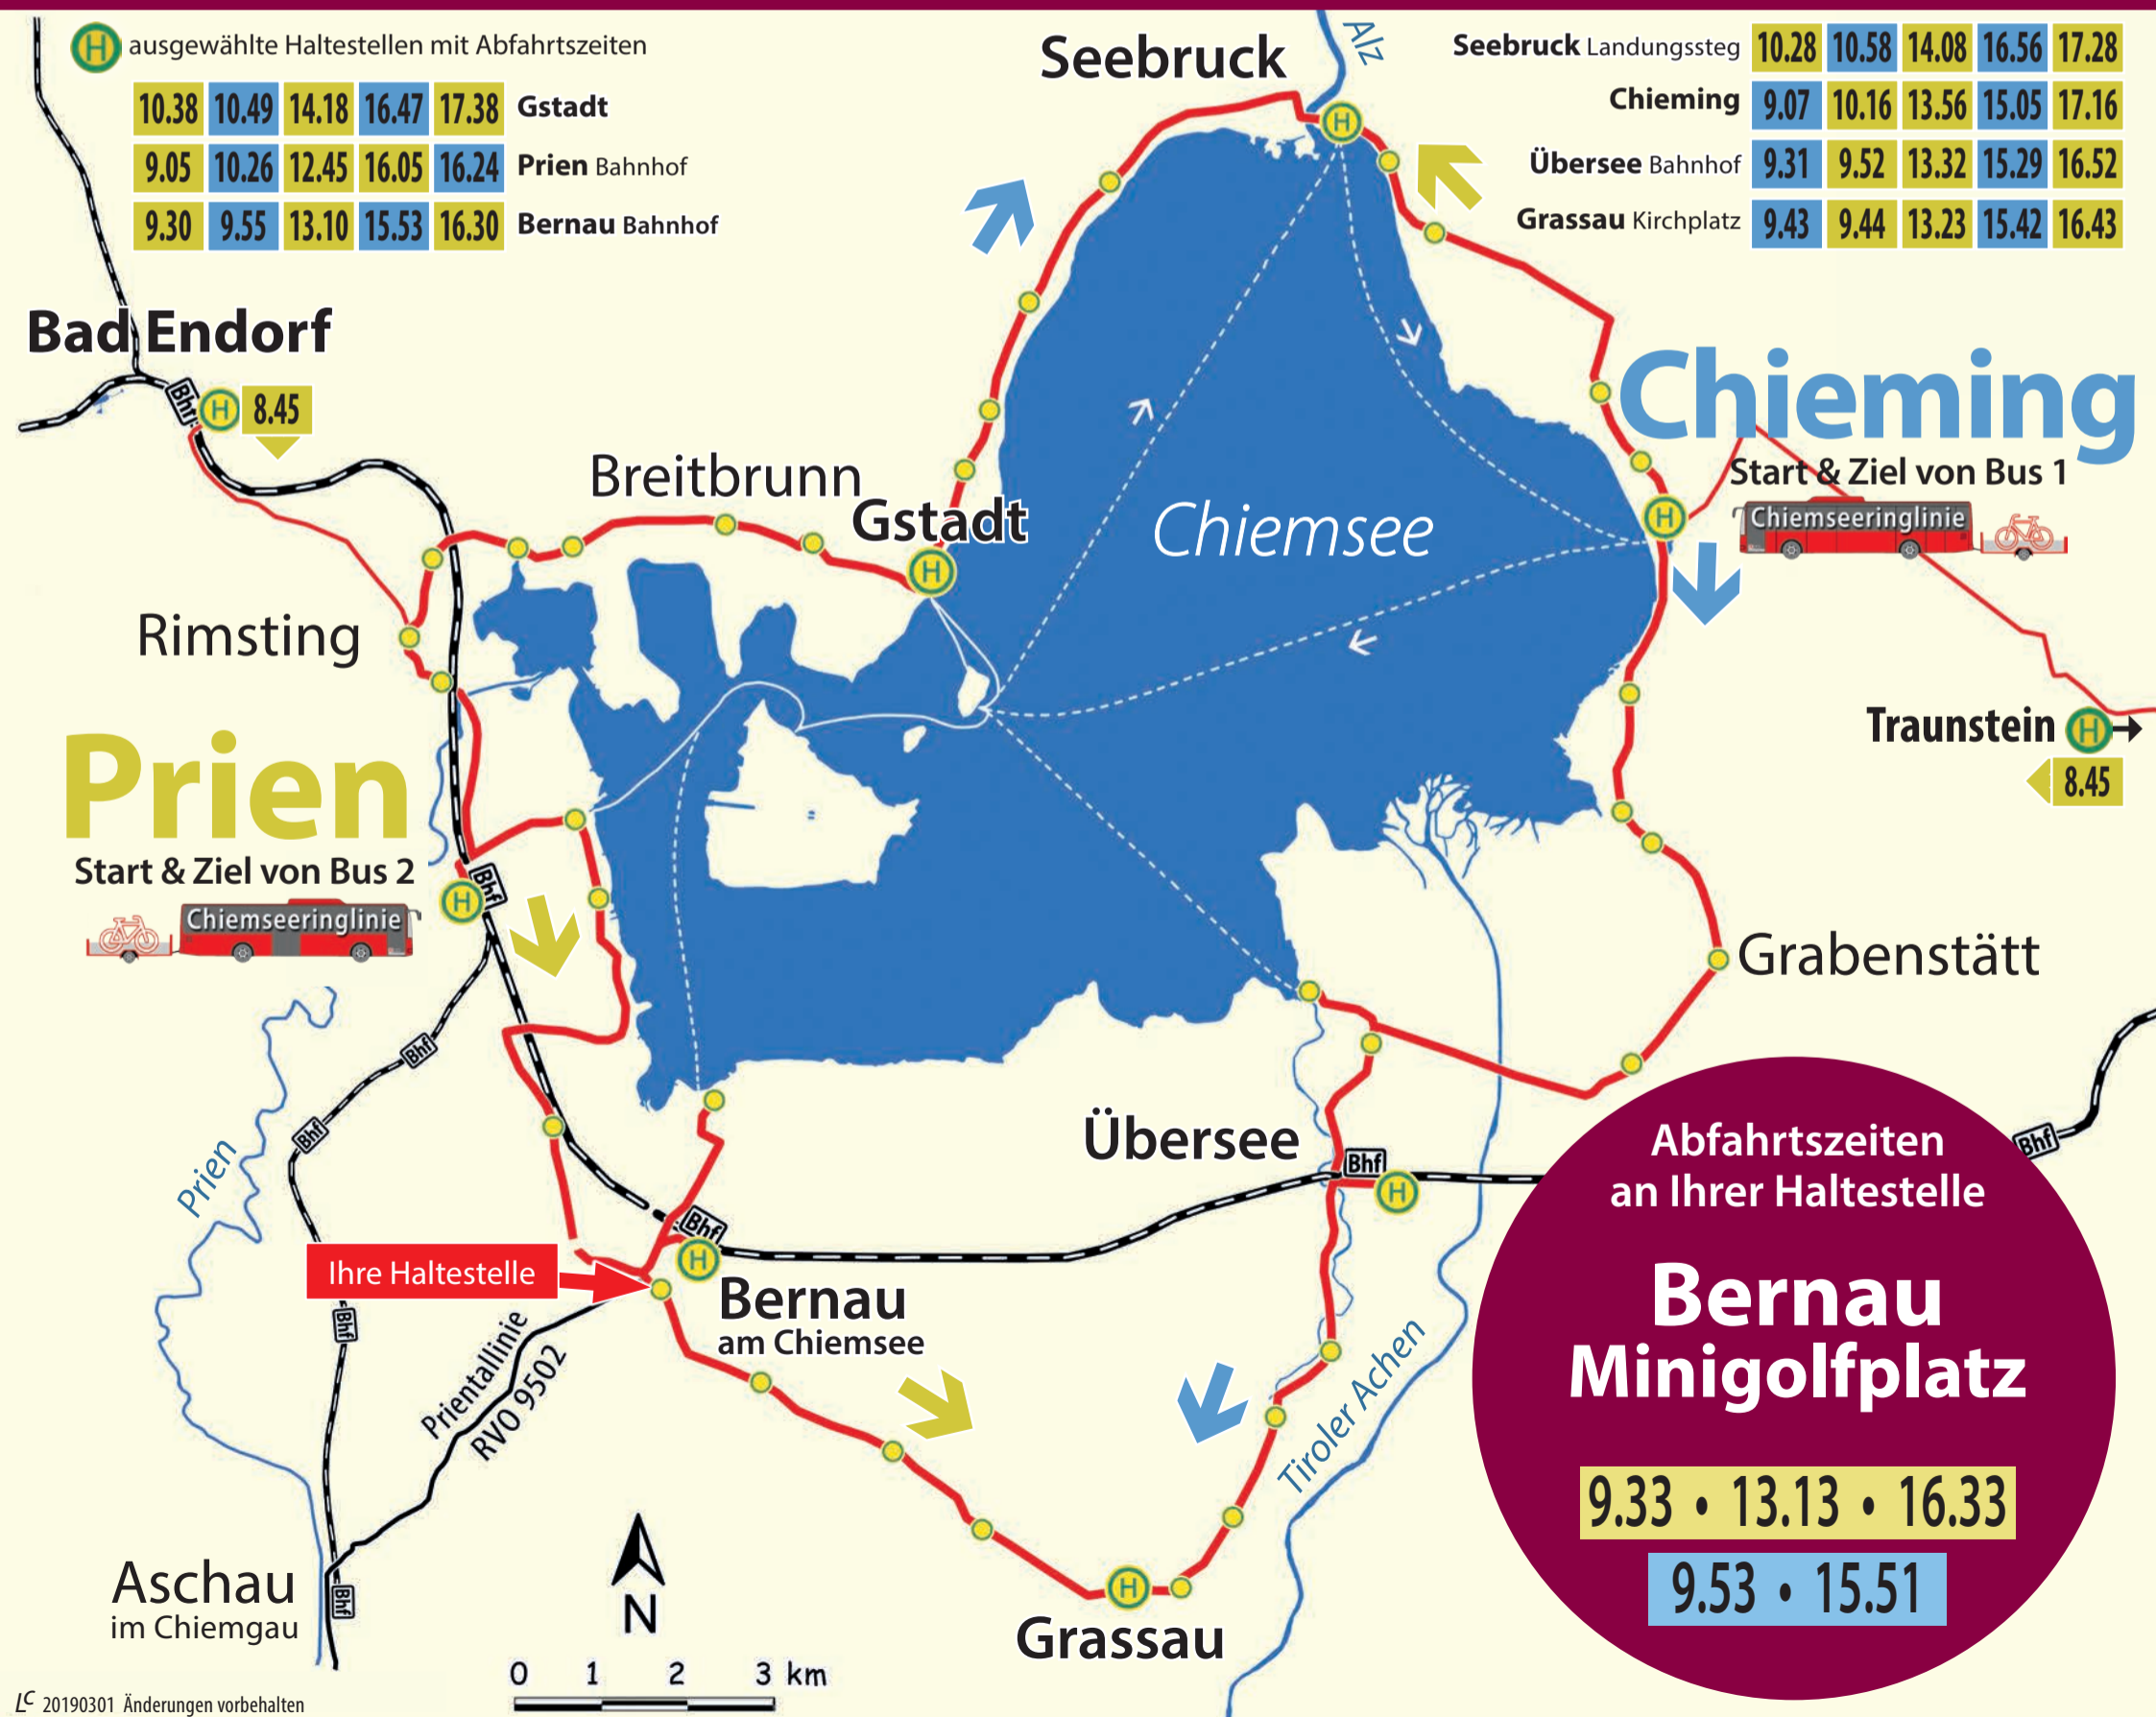 ausgewählte Haltestellen mit Abfahrtszeiten
10.38 10.49 14.18 16.47 17.38 Gstadt
9.05 10.26 12.45 16.05 16.24 Prien Bahnhof
9.30 9.55 13.10 15.53 16.30 Bernau Bahnhof
Seebruck
Alz
Seebruck Landungssteg 10.28 10.58 14.08 16.56 17.28
Chieming 9.07 10.16 13.56 15.05 17.16
Übersee Bahnhof 9.31 9.52 13.32 15.29 16.52
Grassau Kirchplatz 9.43 9.44 13.23 15.42 16.43
H
H
Bad Endorf
Bhf
H
8.45
Breitbrunn
Gstadt
H
Chiemsee
Chieming
Start & Ziel von Bus 1
Chiemseeringlinie
H
Rimsting
Traunstein H
8.45
Prien
Start & Ziel von Bus 2
Chiemseeringlinie
Bhf
H
Grabenstätt
Bhf
Bhf
Prien
Übersee
Bhf
H
Bhf
Bhf
H
Ihre Haltestelle
Bernau
am Chiemsee
Bhf
Prientallinie
RVO 9502
Tiroler Achen
Abfahrtszeiten
an Ihrer Haltestelle
Bernau
Minigolfplatz
9.33 • 13.13 • 16.33
9.53 • 15.51
Aschau
im Chiemgau
Bhf
N
H
Grassau
0 1 2 3 km
LC 20190301 Änderungen vorbehalten